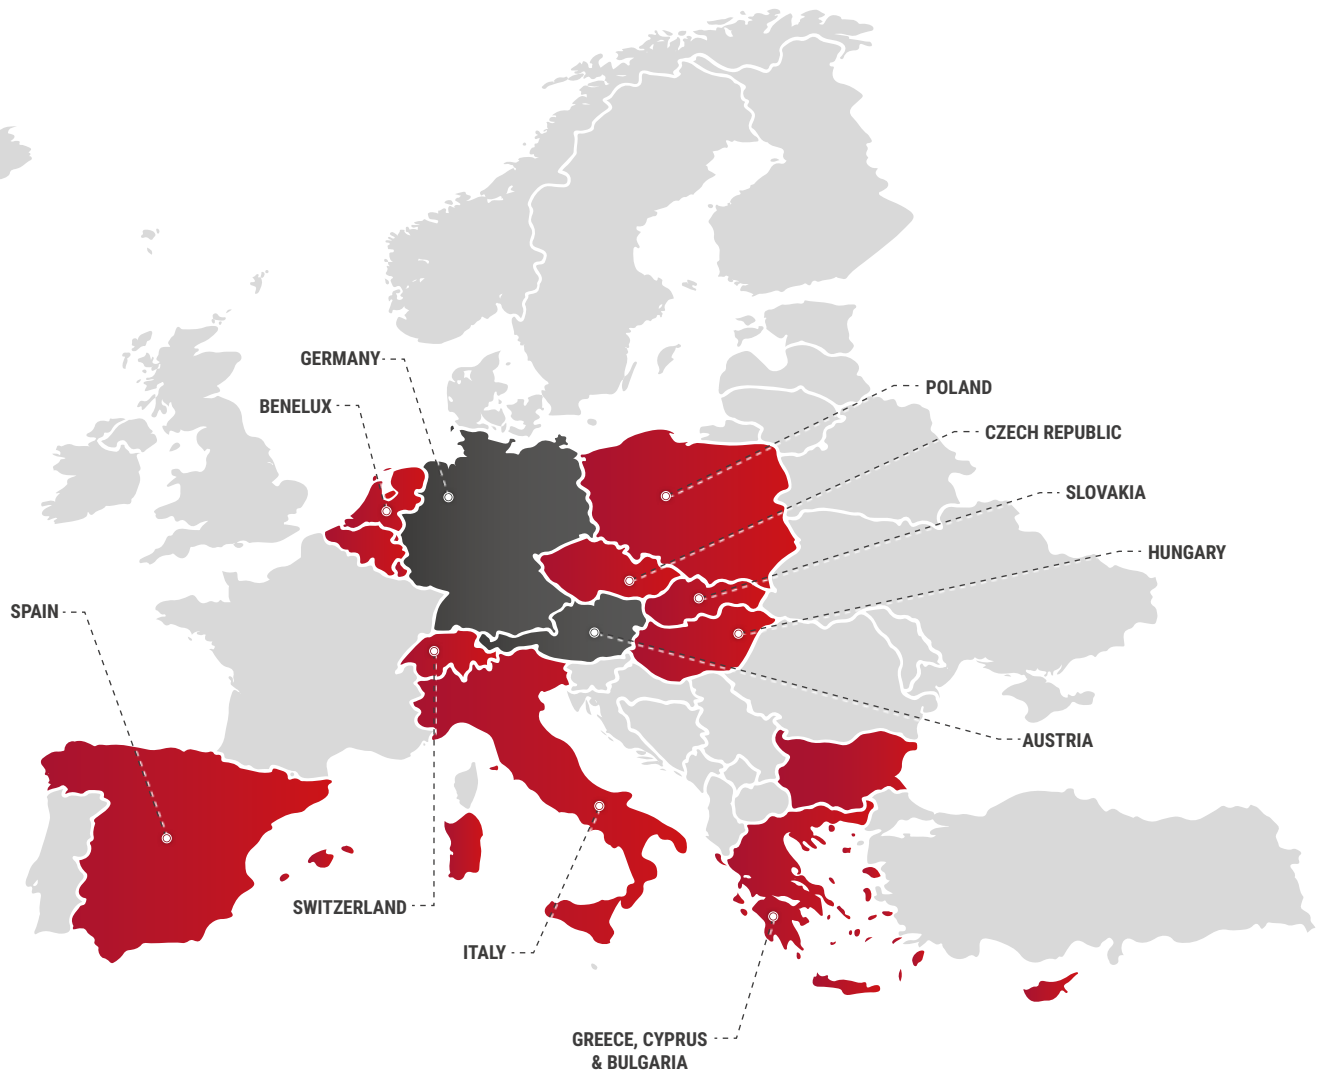 GERMANY
BENELUX
POLAND
CZECH REPUBLIC
SLOVAKIA
HUNGARY
SPAIN
AUSTRIA
SWITZERLAND
ITALY
GREECE, CYPRUS
& BULGARIA